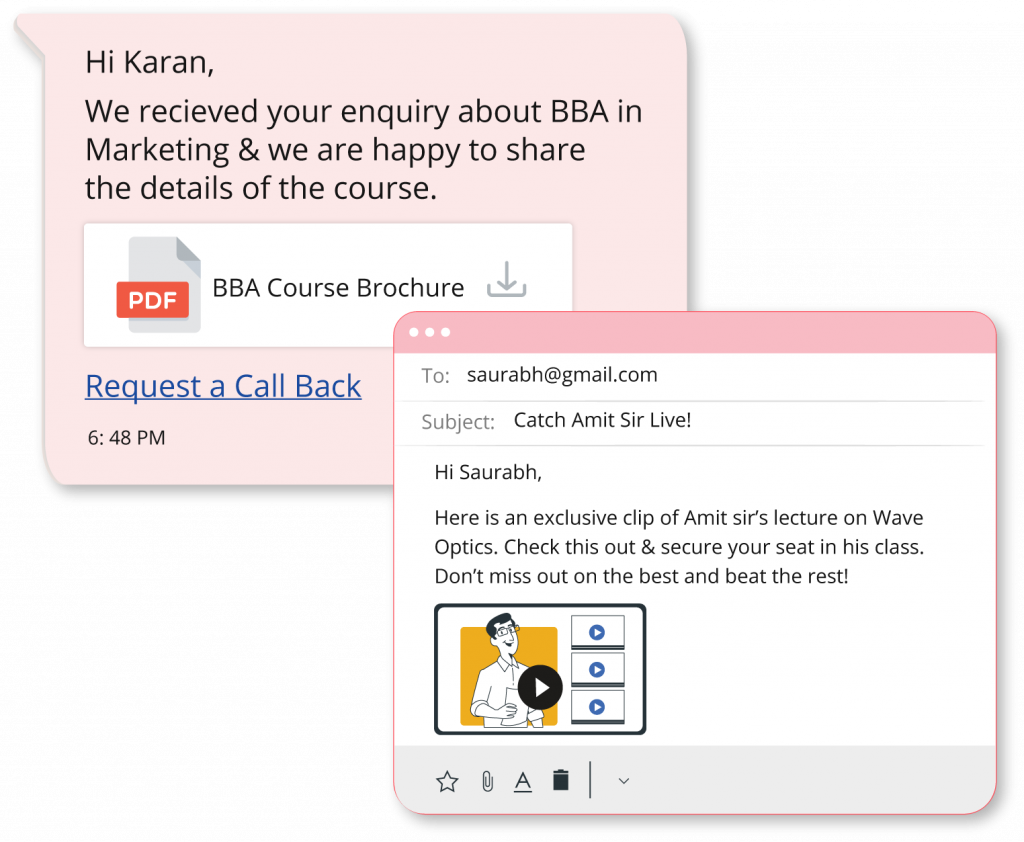 Hi Karan,
We recieved your enquiry about BBA in
Marketing & we are happy to share
the details of the course.
PDF
BBA Course Brochure
Request a Call Back
6: 48 PM
To: saurabh@gmail.com
Subject: Catch Amit Sir Live!
Hi Saurabh,
Here is an exclusive clip of Amit sir’s lecture on Wave
Optics. Check this out & secure your seat in his class.
Don’t miss out on the best and beat the rest!
A